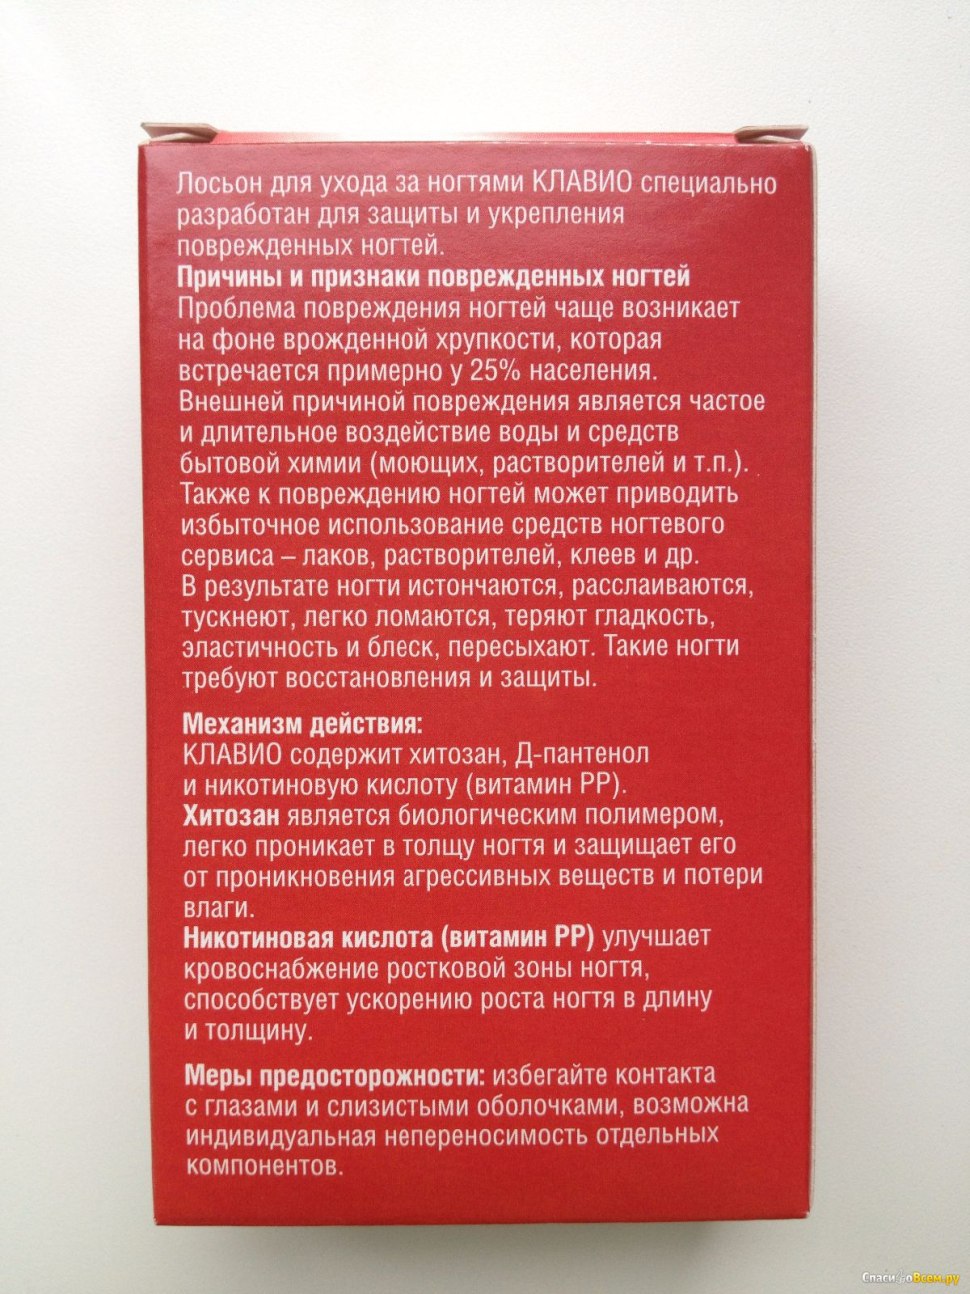 Лосьон для ухода за ногтями КЛАВИО специально
разработан для защиты и укрепления
поврежденных ногтей.
Причины и признаки поврежденных ногтей
Проблема повреждения ногтей чаще возникает
на фоне врожденной хрупкости, которая
встречается примерно у 25% населения.
Внешней причиной повреждения является частое
и длительное воздействие воды и средств
бытовой химии (моющих, растворителей и т.п.).
Также к повреждению ногтей может приводить
избыточное использование средств ногтевого
сервиса – лаков, растворителей, клеев и др.
В результате ногти истончаются, расслаиваются,
тускнеют, легко ломаются, теряют гладкость,
эластичность и блеск, пересыхают. Такие ногти
требуют восстановления и защиты.
Механизм действия:
КЛАВИО содержит хитозан, Д-пантенол
и никотиновую кислоту (витамин РР).
Хитозан является биологическим полимером,
легко проникает в толщу ногтя и защищает его
от проникновения агрессивных веществ и потери
влаги.
Никотиновая кислота (витамин РР) улучшает
кровоснабжение ростковой зоны ногтя,
способствует ускорению роста ногтя в длину
и толщину.
Меры предосторожности: избегайте контакта
с глазами и слизистыми оболочками, возможна
индивидуальная непереносимость отдельных
компонентов.
СпасибоВсем.ру